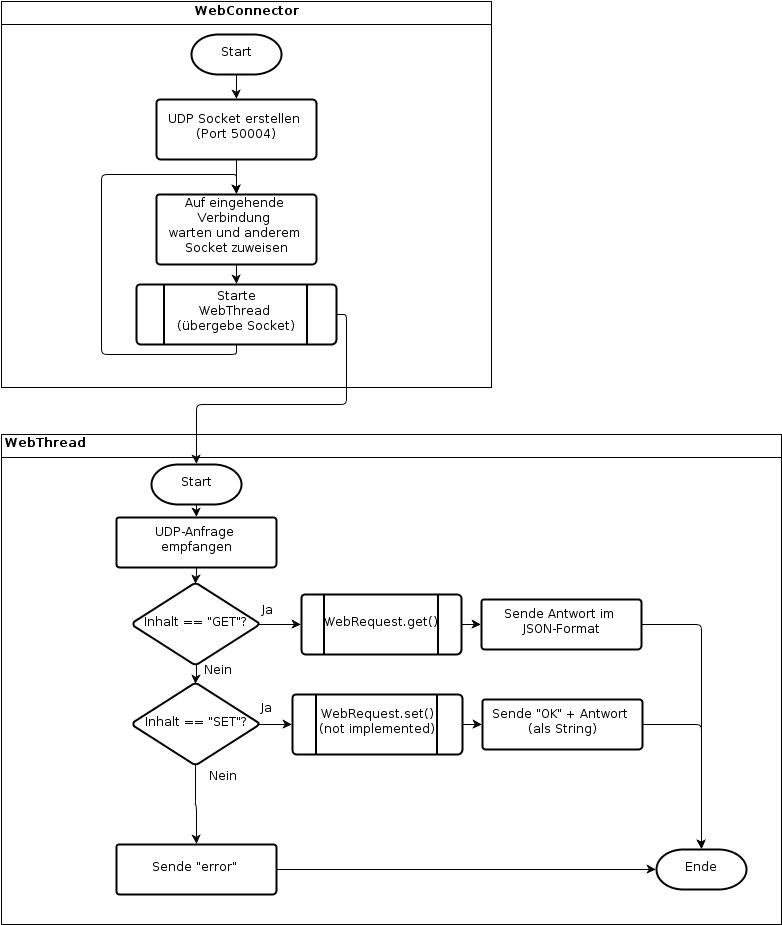 WebConnector
Start
UDP Socket erstellen
(Port 50004)
Auf eingehende
Verbindung
warten und anderem
Socket zuweisen
Starte
WebThread
(übergebe Socket)
WebThread
Start
UDP-Anfrage
empfangen
Inhalt == "GET"?
Ja
WebRequest.get()
Sende Antwort im
JSON-Format
Nein
Inhalt == "SET"?
Ja
WebRequest.set()
(not implemented)
Sende "OK" + Antwort
(als String)
Nein
Sende "error"
Ende